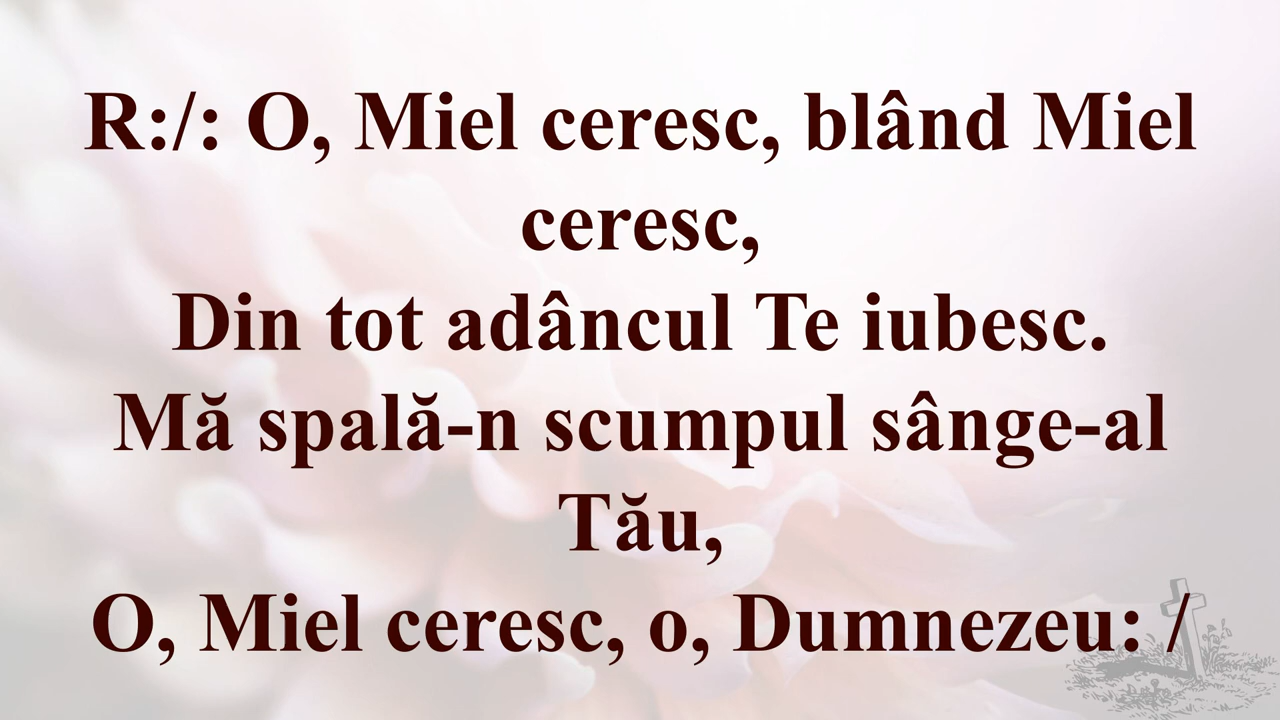 R:/: O, Miel ceresc, blând Miel
ceresc,
Din tot adâncul Te iubesc.
Mă spală-n scumpul sânge-al
Tău,
O, Miel ceresc, o, Dumnezeu: /